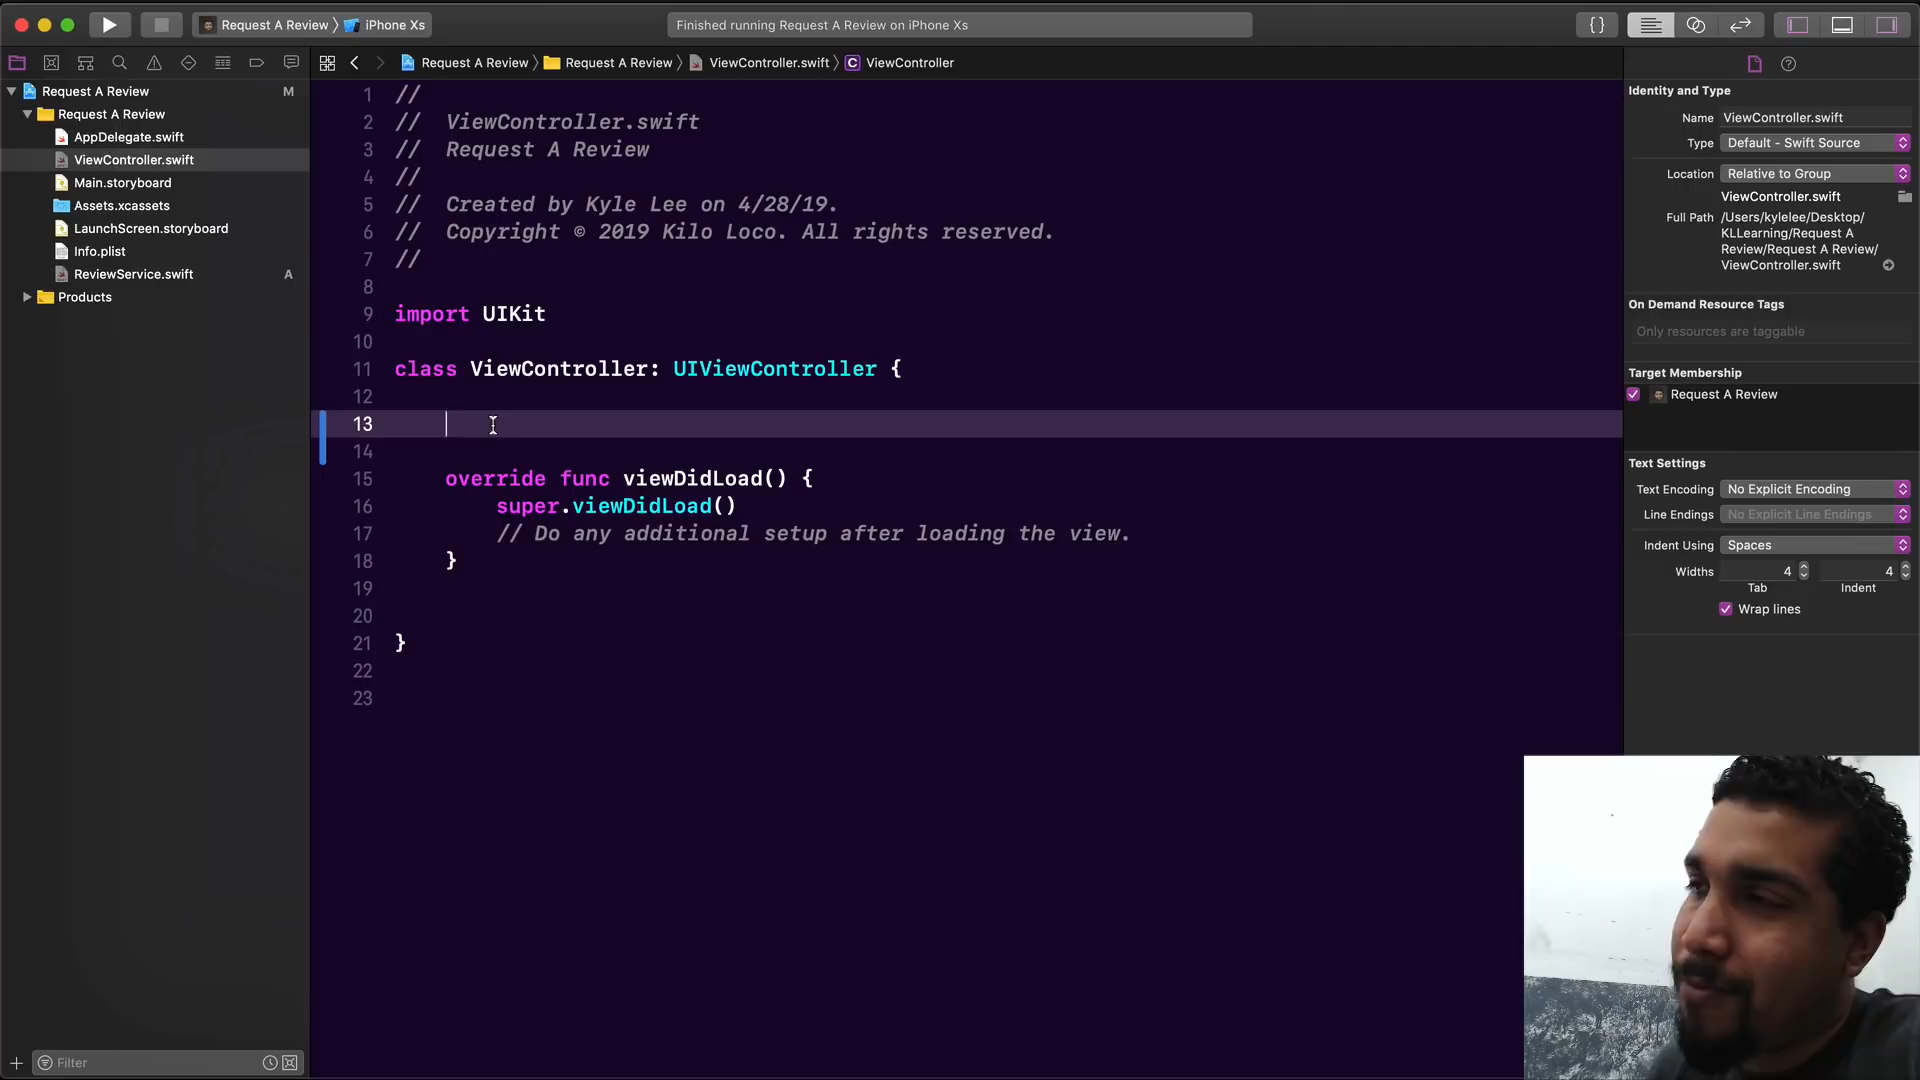 Request A Review
iPhone Xs
Finished running Request A Review on iPhone Xs
{}
Request A Review
Request A Review
ViewController.swift
C
ViewController
Request A Review
M
Request A Review
AppDelegate.swift
ViewController.swift
Main.storyboard
Assets.xcassets
LaunchScreen.storyboard
Info.plist
ReviewService.swift
A
Products
1 //
2 //  ViewController.swift
3 //  Request A Review
4 //
5 //  Created by Kyle Lee on 4/28/19.
6 //  Copyright © 2019 Kilo Loco. All rights reserved.
7 //
8
9 import UIKit
10
11 class ViewController: UIViewController {
12
13
14
15     override func viewDidLoad() {
16         super.viewDidLoad()
17         // Do any additional setup after loading the view.
18     }
19
20
21 }
22
23
Identity and Type
Name ViewController.swift
Type Default - Swift Source
Location Relative to Group
ViewController.swift
Full Path /Users/kylelee/Desktop/
KLLearning/Request A
Review/Request A Review/
ViewController.swift
On Demand Resource Tags
Only resources are taggable
Target Membership
Request A Review
Text Settings
Text Encoding No Explicit Encoding
Line Endings No Explicit Line Endings
Indent Using Spaces
Widths 4 4
Tab Indent
Wrap lines
Filter